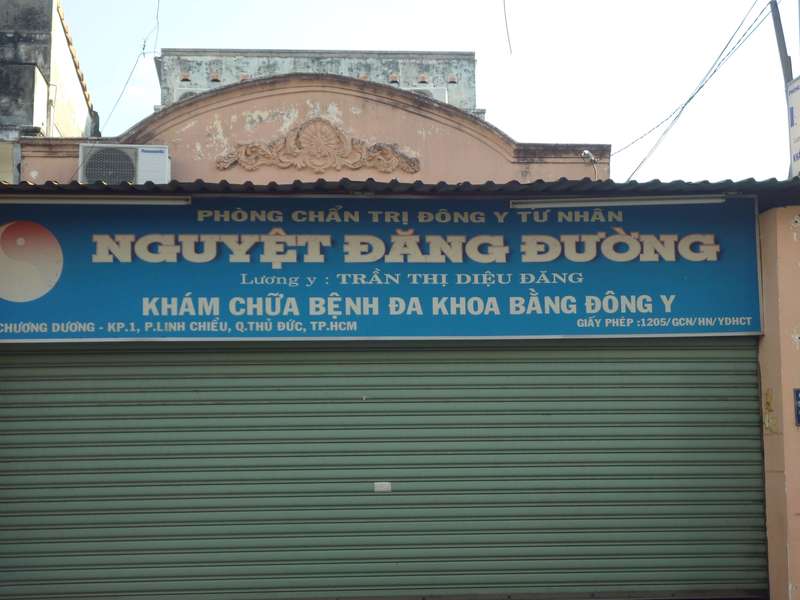 Panasonic
PHÒNG CHẨN TRỊ ĐÔNG Y TƯ NHÂN
NGUYỆT ĐĂNG ĐƯỜNG
Lương y : TRẦN THỊ DIỆU ĐĂNG
KHÁM CHỮA BỆNH ĐA KHOA BẰNG ĐÔNG Y
CHƯƠNG DƯƠNG - KP.1, P.LINH CHIỂU, Q.THỦ ĐỨC, TP.HCM
GIẤY PHÉP :1205/GCN/HN/YDHCT